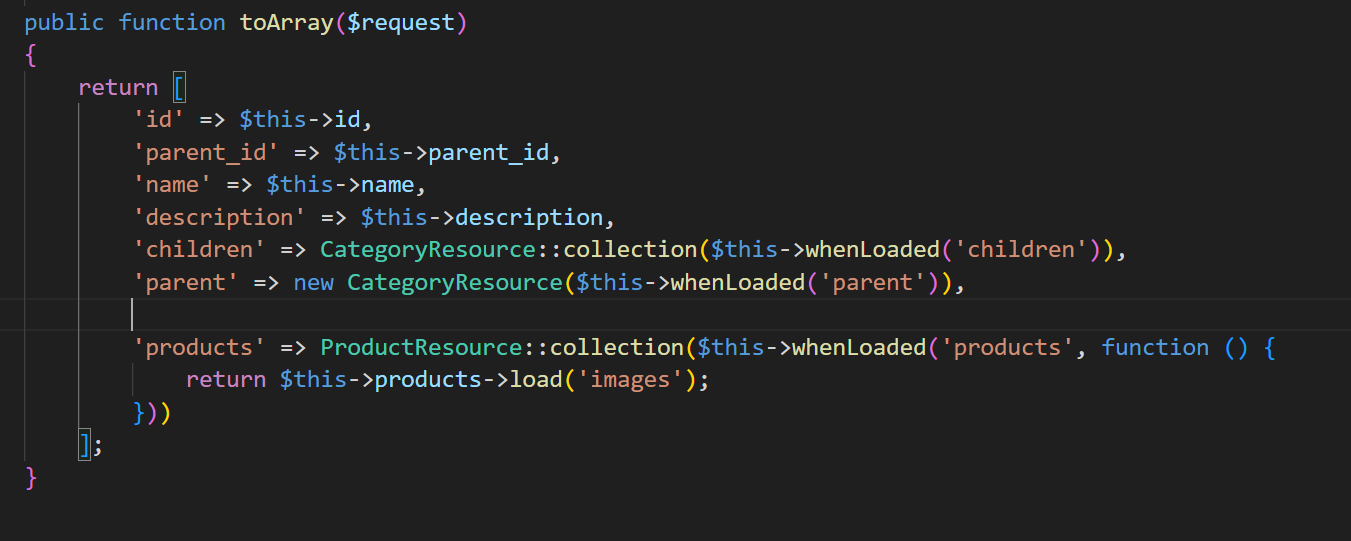 public function toArray($request)
{
    return [
        'id' => $this->id,
        'parent_id' => $this->parent_id,
        'name' => $this->name,
        'description' => $this->description,
        'children' => CategoryResource::collection($this->whenLoaded('children')),
        'parent' => new CategoryResource($this->whenLoaded('parent')),

        'products' => ProductResource::collection($this->whenLoaded('products', function () {
            return $this->products->load('images');
        }))
    ];
}